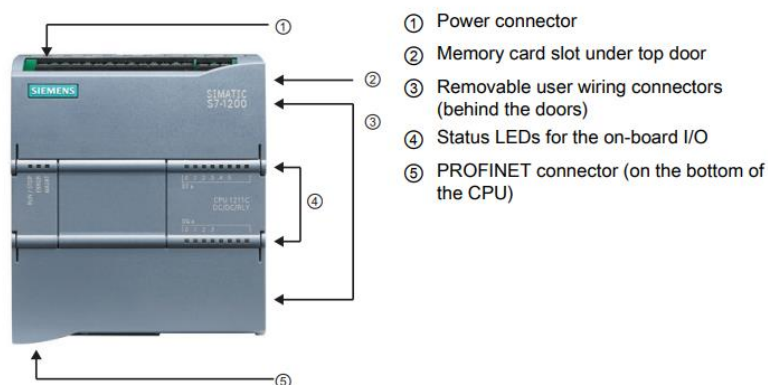 ①
① Power connector
② Memory card slot under top door
③ Removable user wiring connectors
(behind the doors)
④ Status LEDs for the on-board I/O
⑤ PROFINET connector (on the bottom of
the CPU)
SIEMENS
SIMATIC
S7-1200
②
③
④
RUN / STOP
ERROR
MAINT
CPU 1211C
DC/DC/RLY
⑤